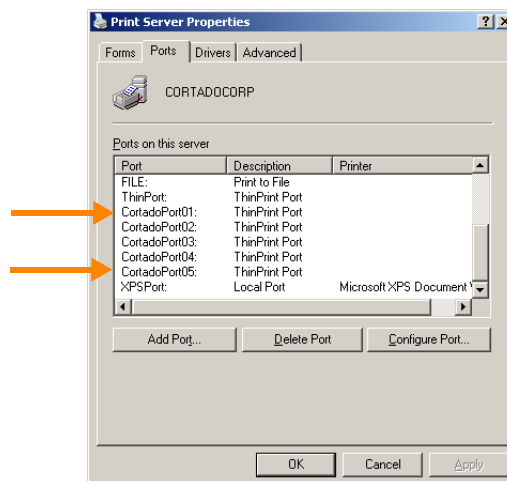 Print Server Properties
Forms Ports Drivers Advanced
CORTADOCORP
Ports on this server
Port Description Printer
FILE: Print to File
ThinPort: ThinPrint Port
CortadoPort01: ThinPrint Port
CortadoPort02: ThinPrint Port
CortadoPort03: ThinPrint Port
CortadoPort04: ThinPrint Port
CortadoPort05: ThinPrint Port
XPSPort: Local Port Microsoft XPS Document
Add Port... Delete Port Configure Port...
OK Cancel Apply